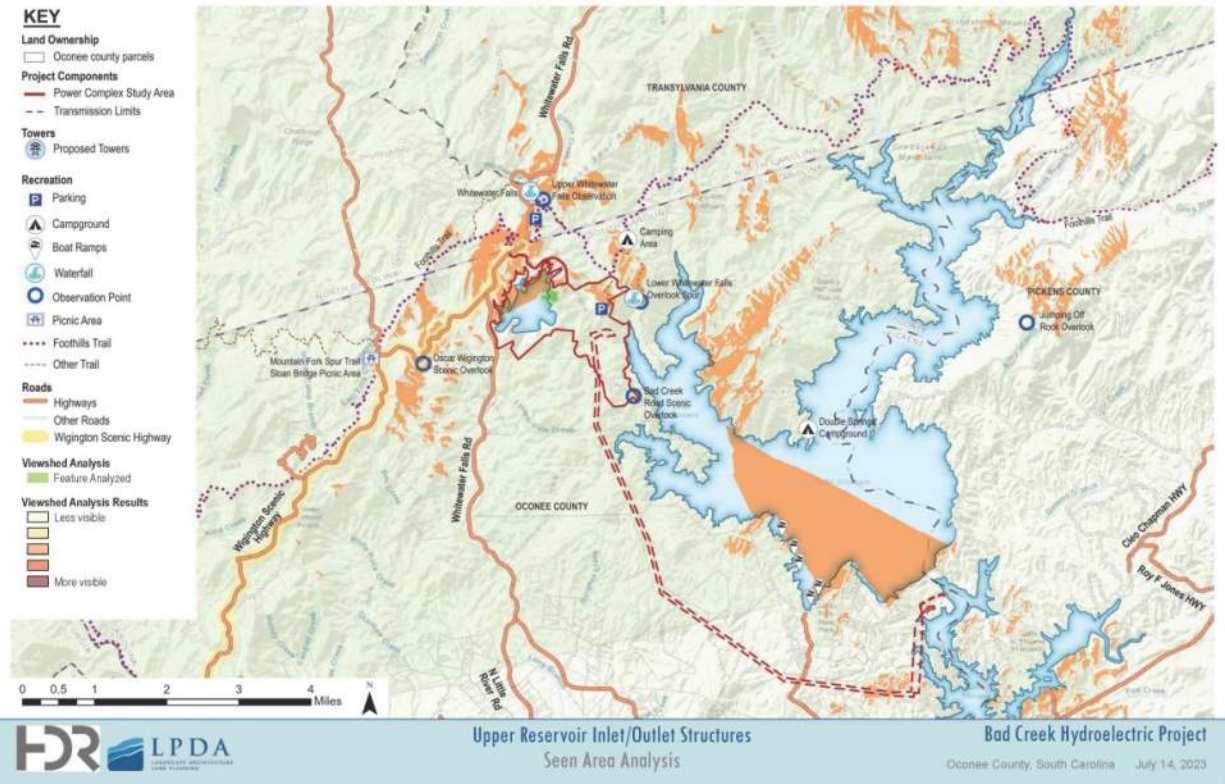 KEY
Land Ownership
Oconee county parcels
Project Components
Power Complex Study Area
Transmission Limits
Towers
Proposed Towers
Recreation
P
Parking
Campground
Boat Ramps
Waterfall
Observation Point
Picnic Area
Foothills Trail
Other Trail
Roads
Highways
Other Roads
Wigington Scenic Highway
Viewshed Analysis
Feature Analyzed
Viewshed Analysis Results
Less visible
More visible
Whitewater Falls Rd
TRANSYLVANIA COUNTY
Whitewater Falls
Upper Whitewater
Falls Observation
P
Foothills Trail
Camping
Area
Foothills Trail
Lower Whitewater Falls
Overlook Spur
P
PICKENS COUNTY
Jumping Off
Rock Overlook
Mountain Fork Spur Trail
Sloan Bridge Picnic Area
Oscar Wigington
Scenic Overlook
Bad Creek
Road Scenic
Overlook
Double Springs
Campground
Whitewater Falls Rd
OCONEE COUNTY
Wigington Scenic
Highway
Cleo Chapman HWY
Roy F Jones HWY
N Little
River Rd
0 0.5 1 2 3 4
Miles
N
HDR
LPDA
LANDSCAPE ARCHITECTURE
LAND PLANNING
Upper Reservoir Inlet/Outlet Structures
Seen Area Analysis
Bad Creek Hydroelectric Project
Oconee County, South Carolina July 14, 2023